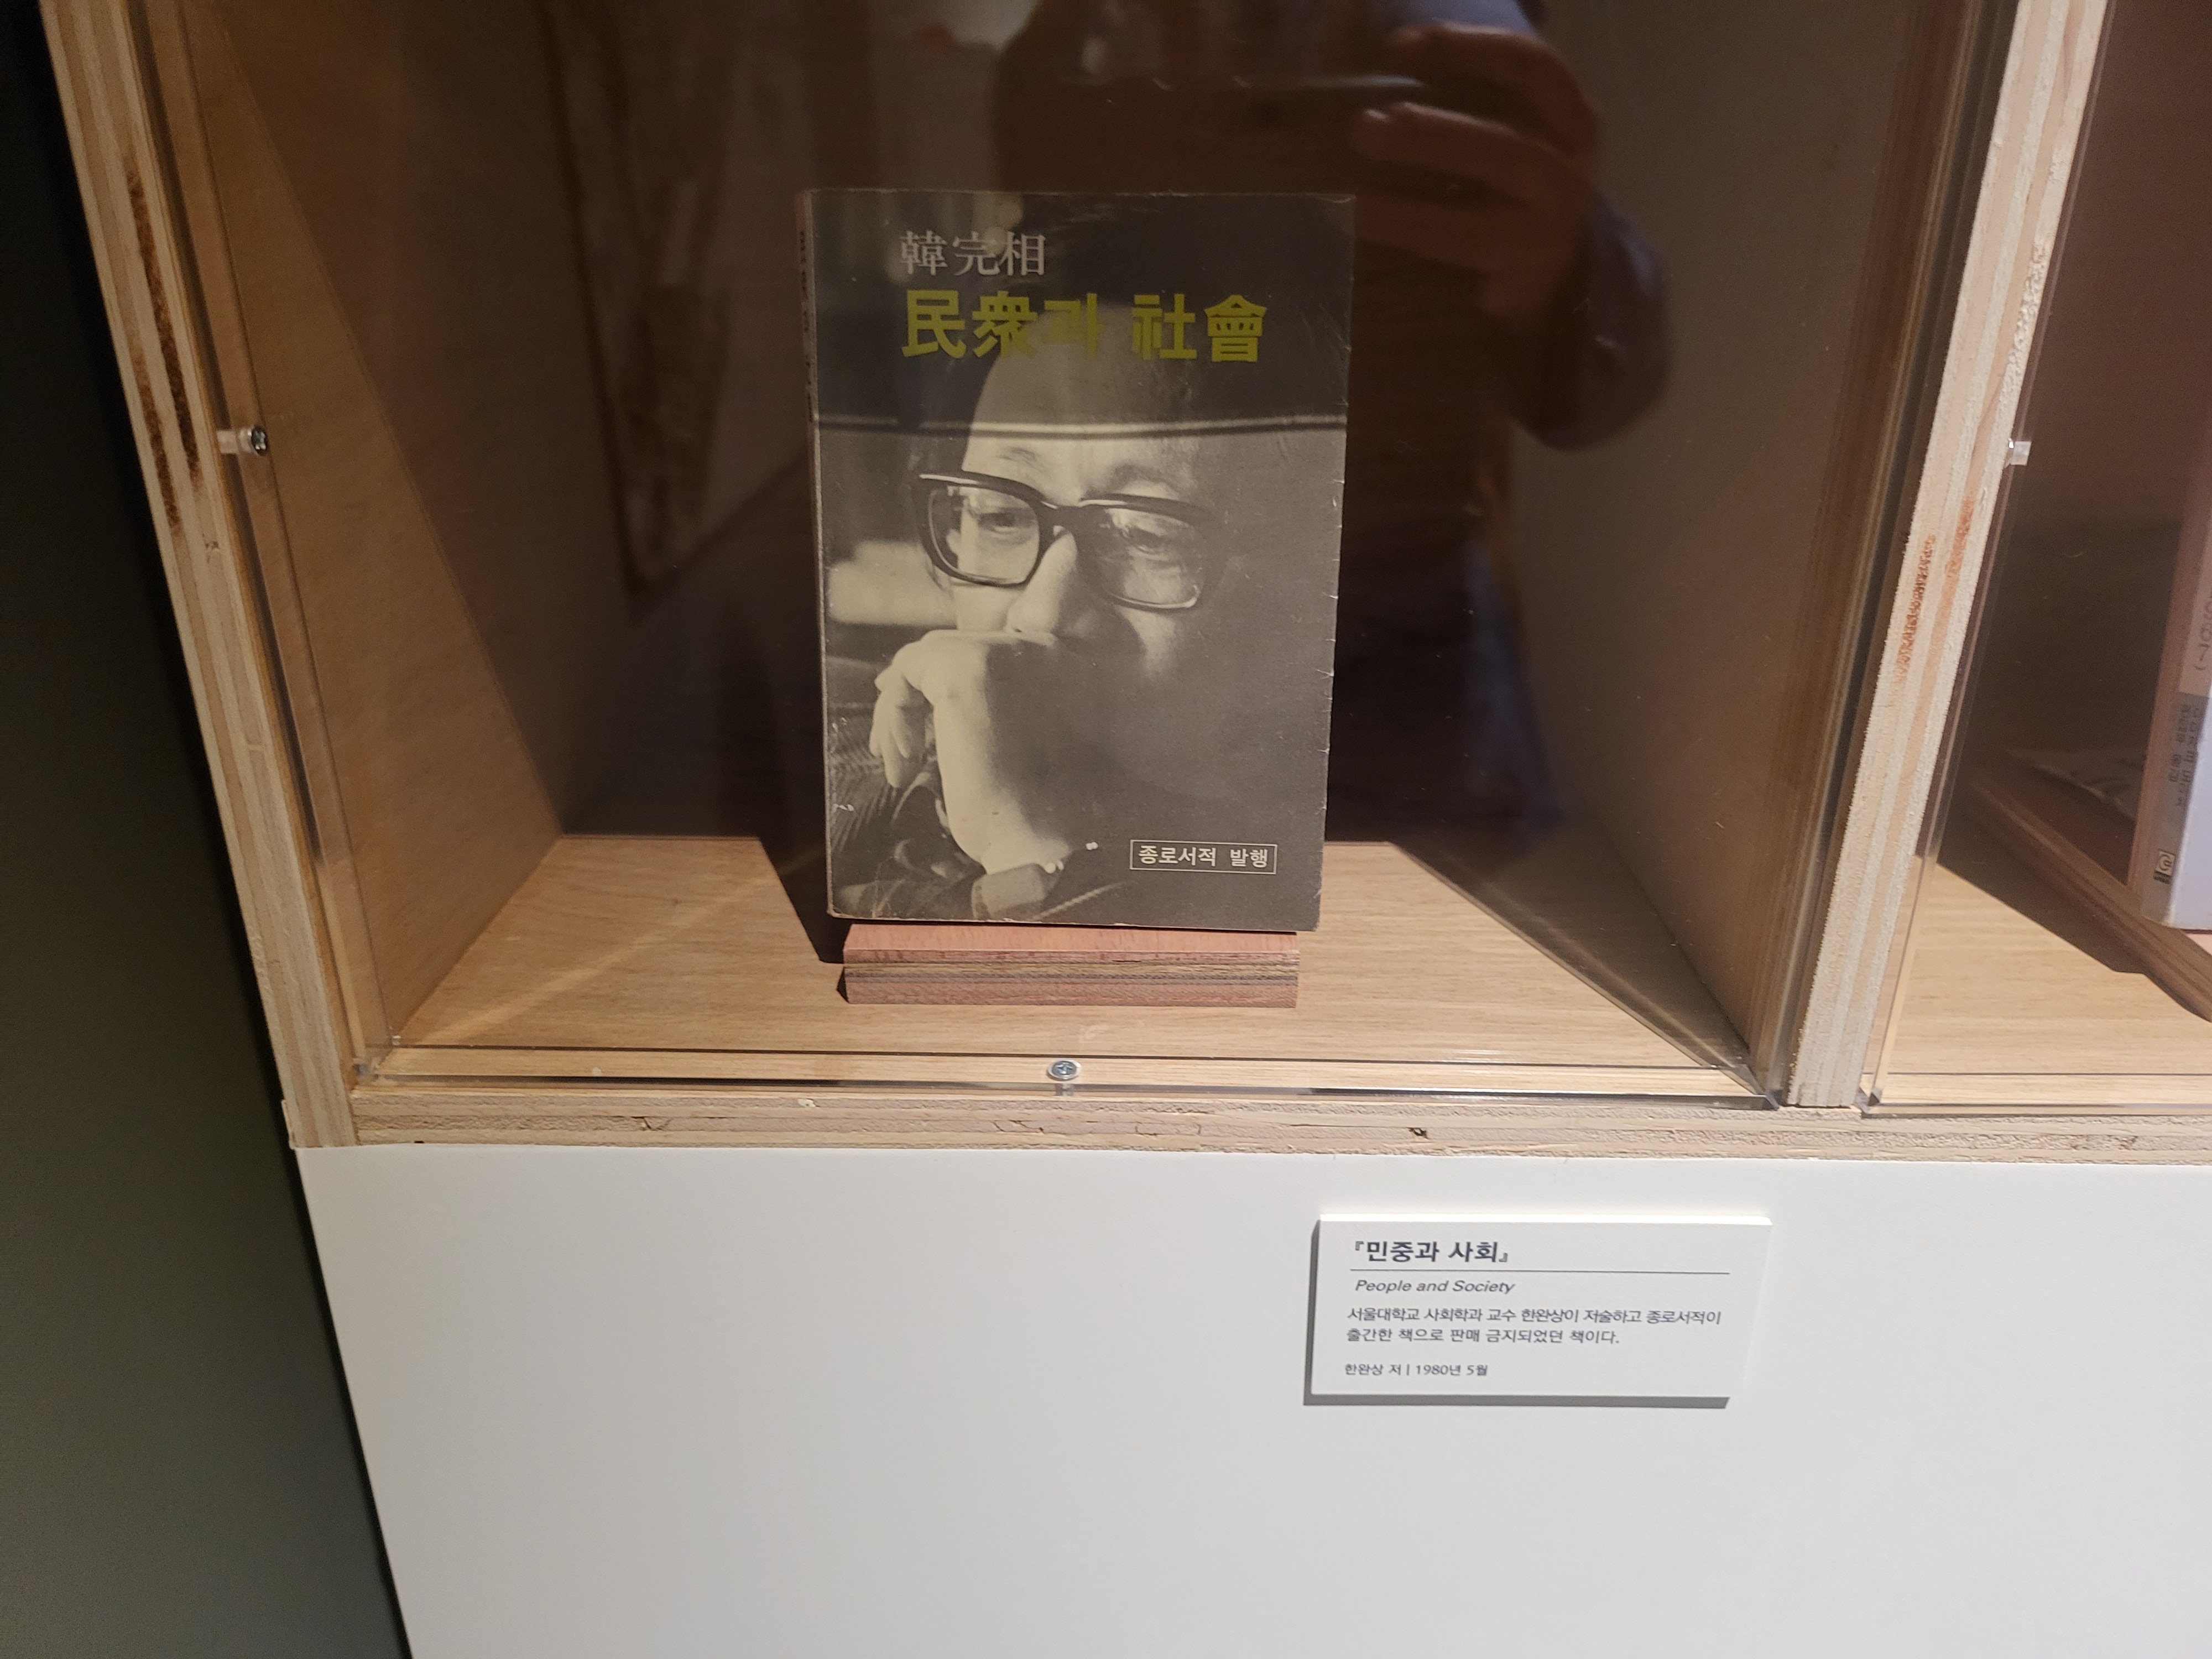 韓完相
民衆과 社會
종로서적 발행
『민중과 사회』
People and Society
서울대학교 사회학과 교수 한완상이 저술하고 종로서적이
출간한 책으로 판매 금지되었던 책이다.
한완상 저 | 1980년 5월